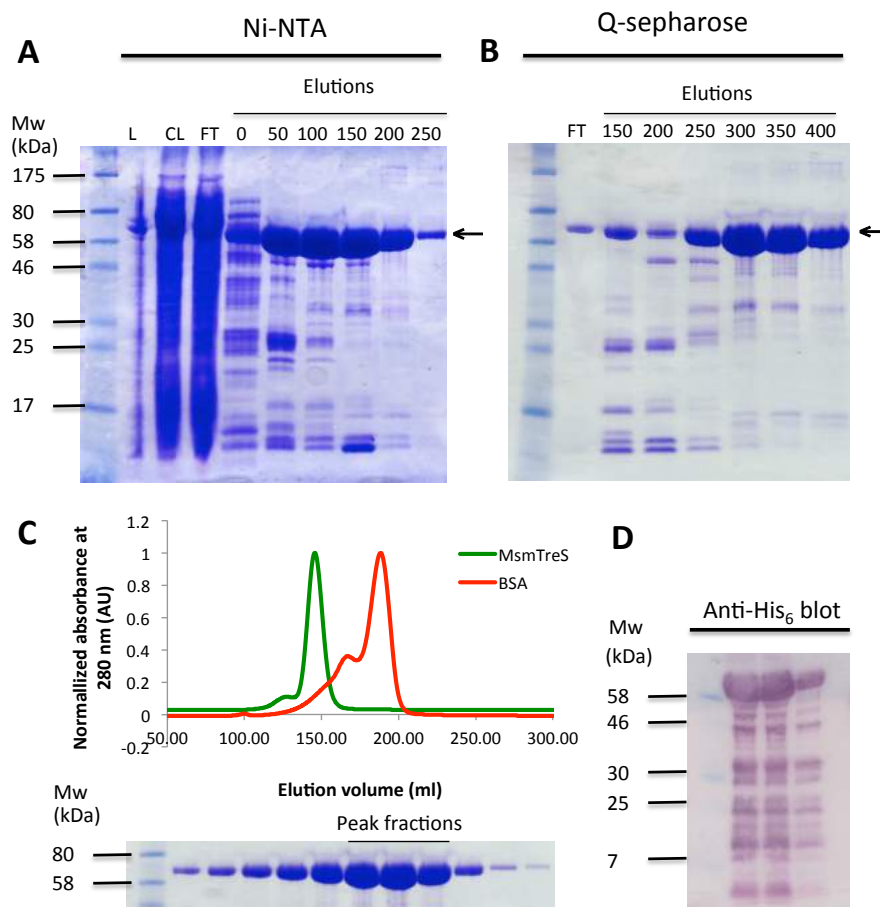 Ni-NTA
A
Elutions
Mw
(kDa)
L CL FT 0 50 100 150 200 250
175
80
58
46
30
25
17
Q-sepharose
B
Elutions
FT 150 200 250 300 350 400
C
Normallized absorbance at
280 nm (AU)
1.2
1
0.8
0.6
0.4
0.2
0
-0.2
50.00 100.00 150.00 200.00 250.00 300.00
MsmTreS
BSA
Elution volume (ml)
Mw
(kDa)
Peak fractions
80
58
D
Anti-His₆ blot
Mw
(kDa)
58
46
30
25
7